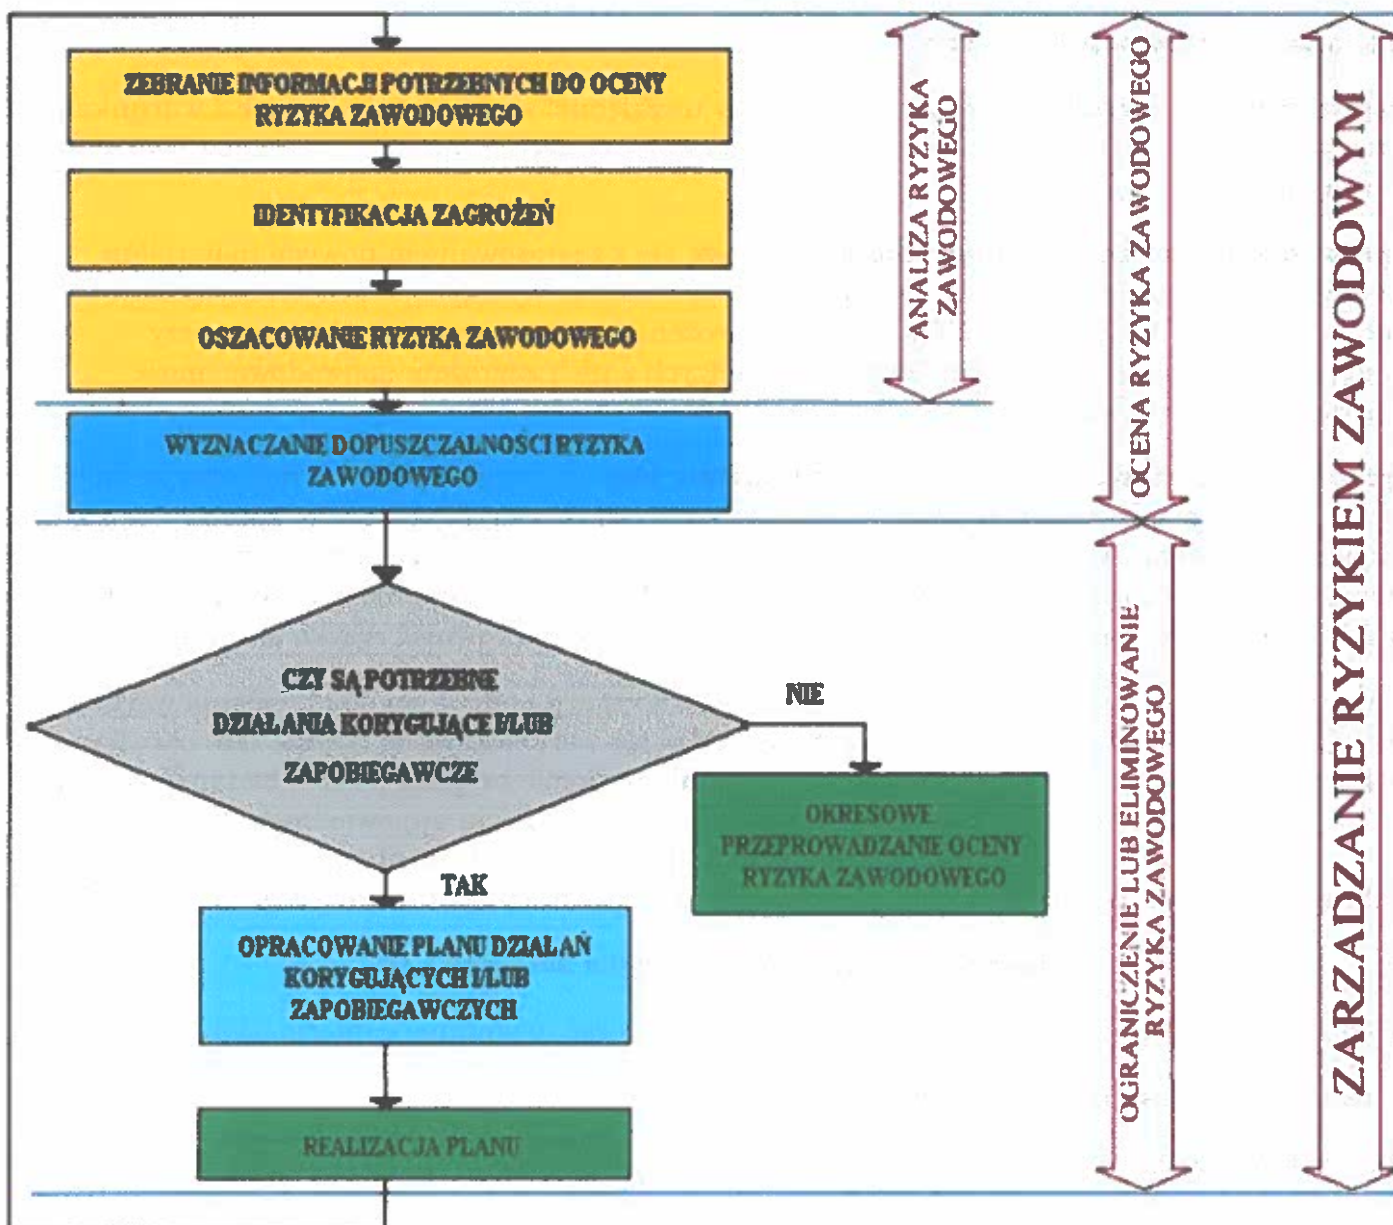 ZEBRANIE INFORMACJI POTRZEBNYCH DO OCENY
RYZYKA ZAWODOWEGO
IDENTYFIKACJA ZAGROŻEŃ
OSZACOWANIE RYZYKA ZAWODOWEGO
WYZNACZANIE DOPUSZCZALNOŚCI RYZYKA
ZAWODOWEGO
CZY SĄ POTRZEBNE
DZIAŁANIA KORYGUJĄCE I/LUB
ZAPOBIEGAWCZE
NIE
OKRESOWE
PRZEPROWADZANIE OCENY
RYZYKA ZAWODOWEGO
TAK
OPRACOWANIE PLANU DZIAŁAŃ
KORYGUJĄCYCH I/LUB
ZAPOBIEGAWCZYCH
REALIZACJA PLANU
ANALIZA RYZYKA
ZAWODOWEGO
OCENA RYZYKA ZAWODOWEGO
OGRANICZENIE LUB ELIMINOWANIE
RYZYKA ZAWODOWEGO
ZARZADZANIE RYZYKIEM ZAWODOWYM